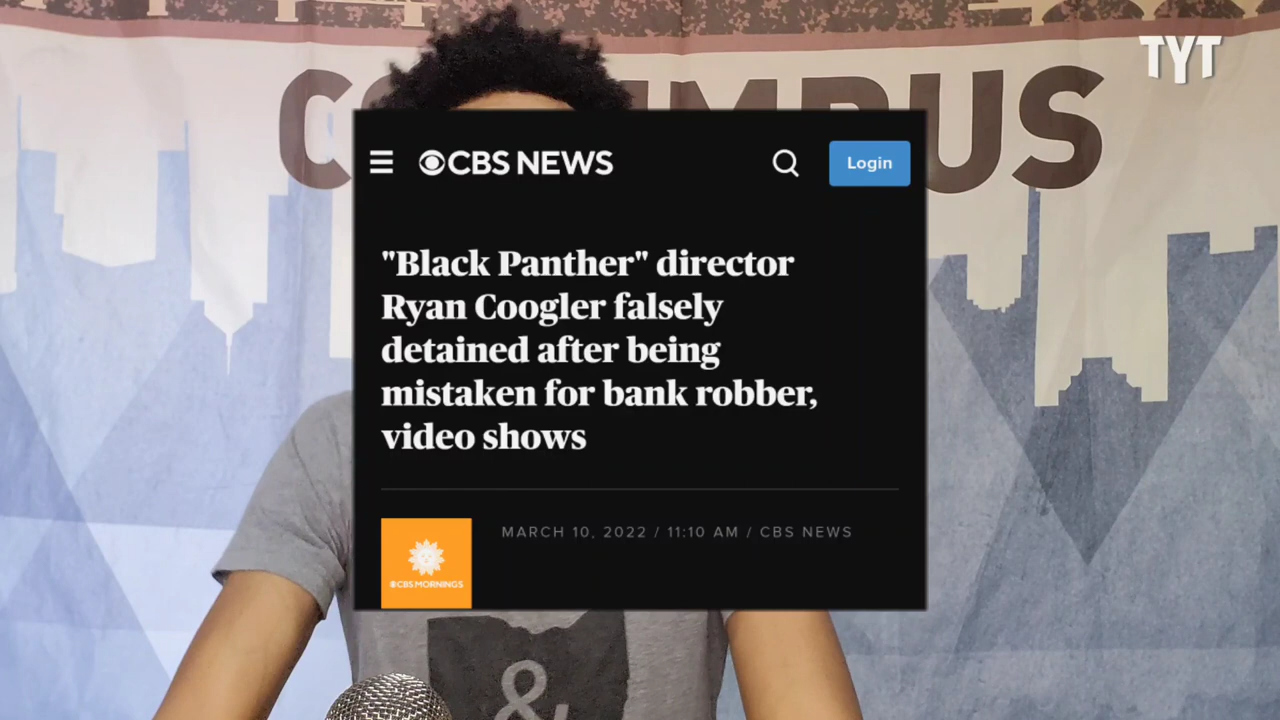 TYT
C UMBUS
CBS NEWS
Login
"Black Panther" director
Ryan Coogler falsely
detained after being
mistaken for bank robber,
video shows
MARCH 10, 2022 / 11:10 AM / CBS NEWS
CBS MORNINGS
&